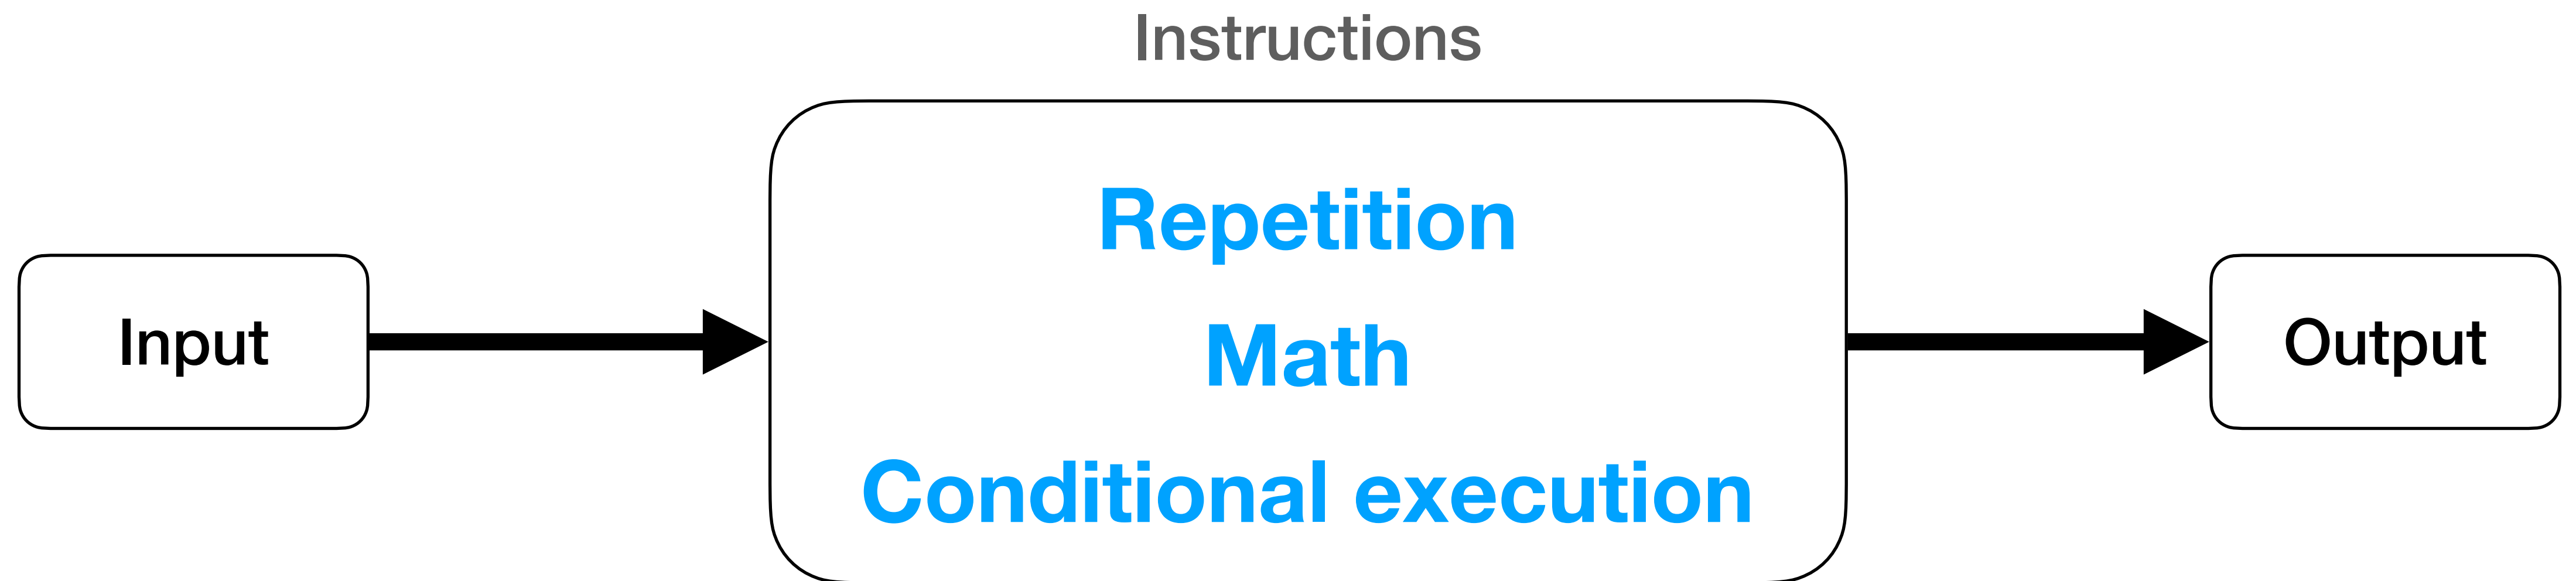 Instructions
Repetition
Input
Math
Output
Conditional execution